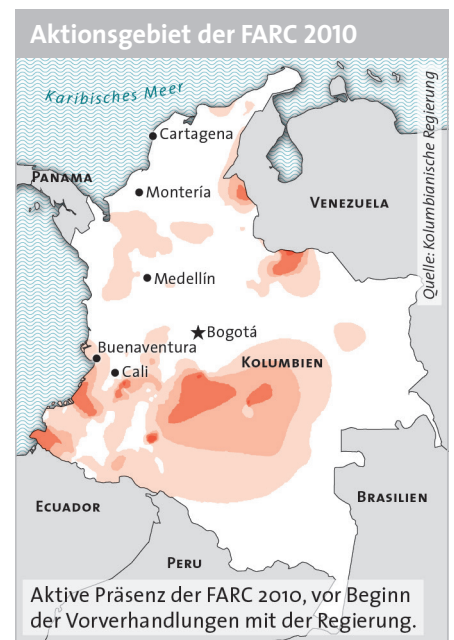 Aktionsgebiet der FARC 2010
Karibisches Meer
Cartagena
PANAMA
Montería
VENEZUELA
Quelle: Kolumbianische Regierung
Medellín
Bogotá
Buenaventura
KOLUMBIEN
Cali
ECUADOR
BRASILIEN
PERU
Aktive Präsenz der FARC 2010, vor Beginn
der Vorverhandlungen mit der Regierung.